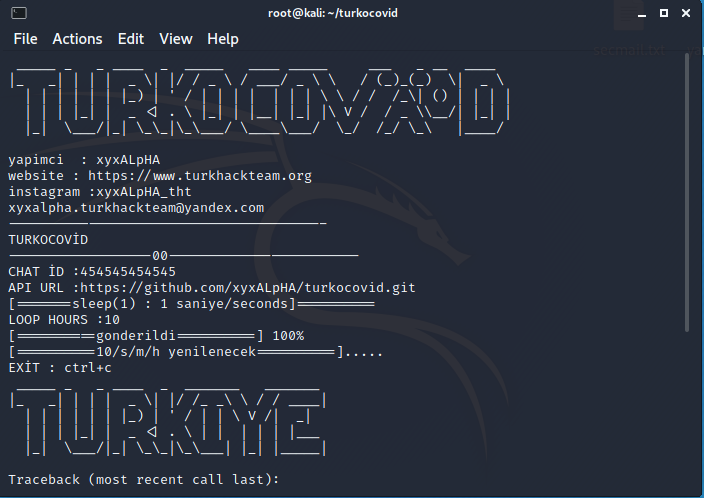 root@kali: ~/turkocovid
File Actions Edit View Help
TURKOCOVİD
yapimci : xyxALpHA
website : https://www.turkhackteam.org
instagram :xyxALpHA_tht
xyxalpha.turkhackteam@yandex.com
----------------------------------------
TURKOCOVİD
------------------00------------------------
CHAT İD :454545454545
API URL :https://github.com/xyxALpHA/turkocovid.git
[=======sleep(1) : 1 saniye/seconds]==========
LOOP HOURS :10
[==========gonderildi==========] 100%
[==========10/s/m/h yenilenecek==========].....
EXİT : ctrl+c
TURKIYE
Traceback (most recent call last):